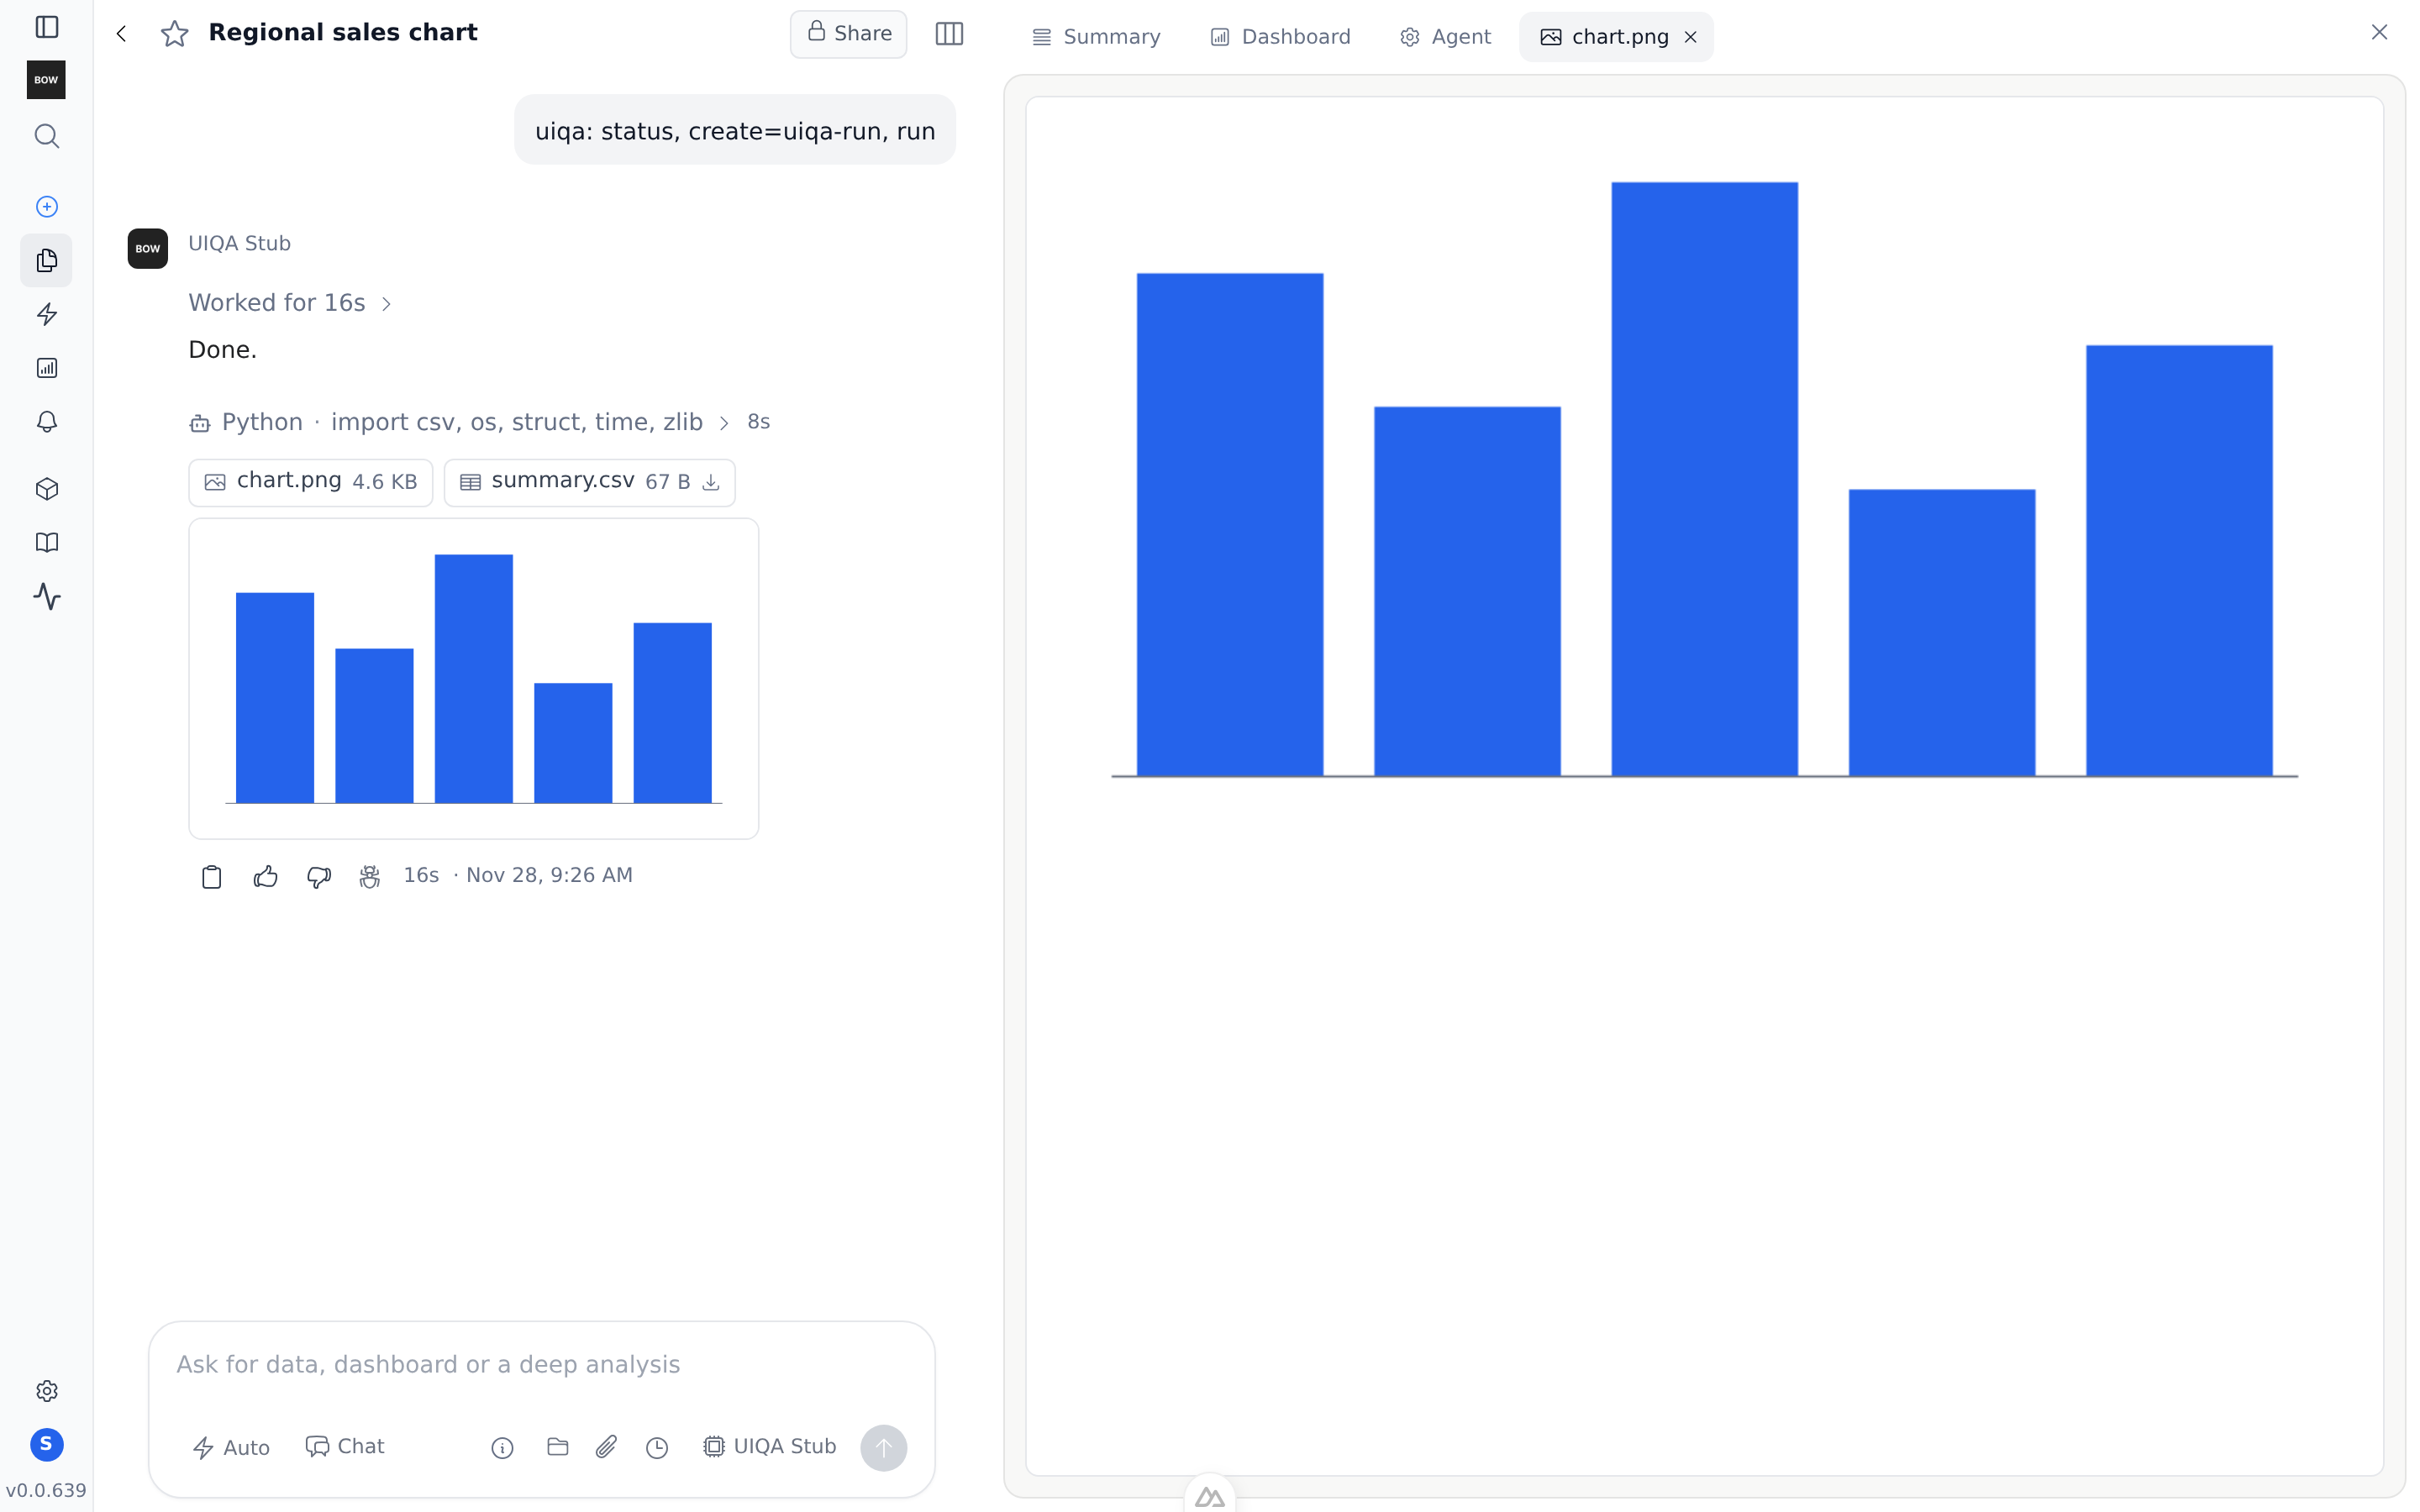 Regional sales chart
Share
Summary
Dashboard
Agent
chart.png
BOW
uiqa: status, create=uiqa-run, run
BOW
UIQA Stub
Worked for 16s
Done.
Python · import csv, os, struct, time, zlib 8s
chart.png 4.6 KB
summary.csv 67 B
16s · Nov 28, 9:26 AM
Ask for data, dashboard or a deep analysis
Auto
Chat
UIQA Stub
S
v0.0.639